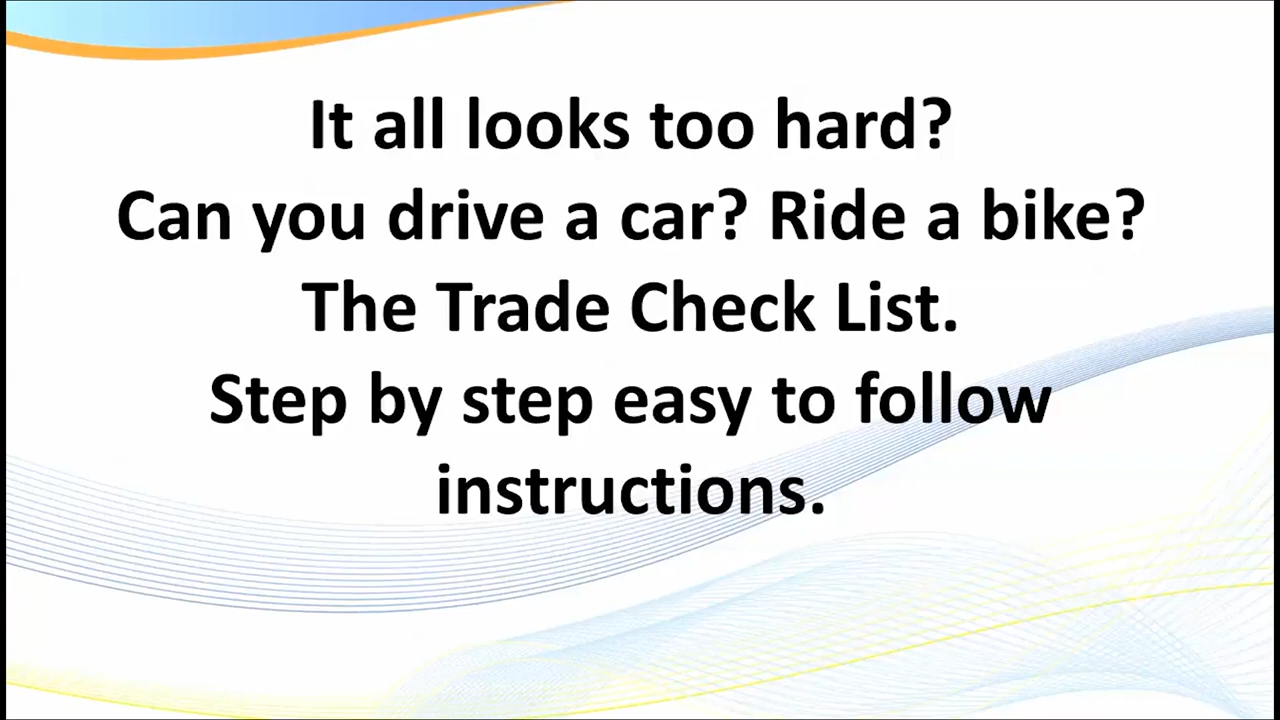 It all looks too hard?
Can you drive a car? Ride a bike?
The Trade Check List.
Step by step easy to follow
instructions.